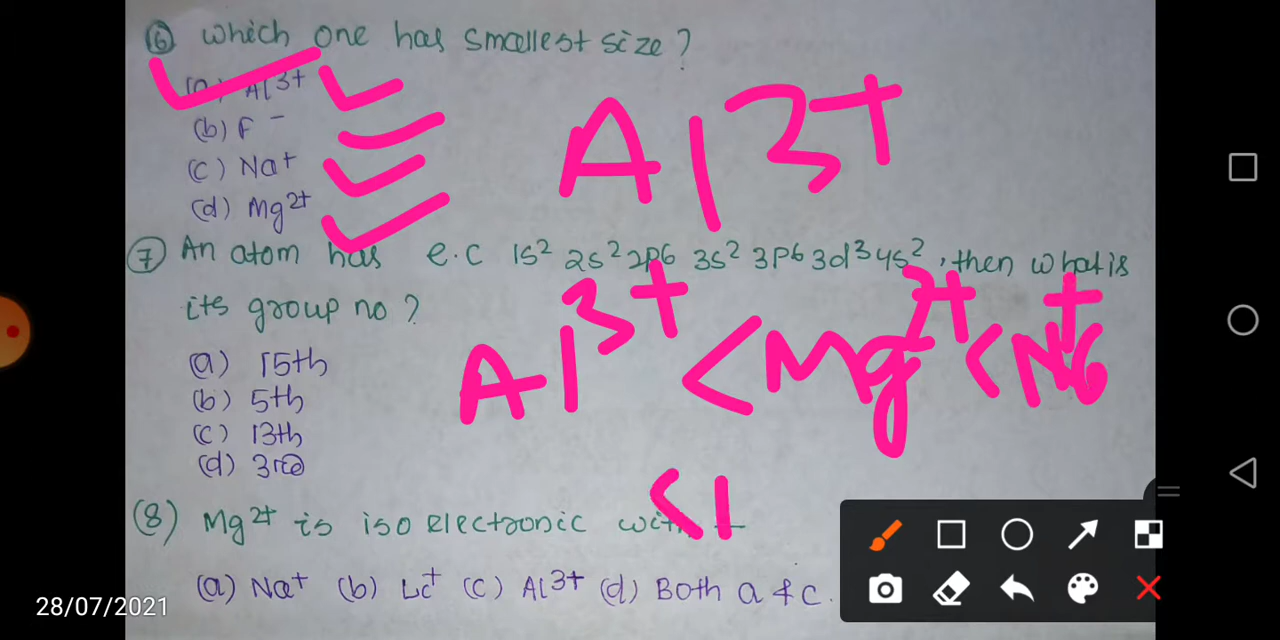 (6) which one has smallest size?
(a) Al3+
(b) F-
(c) Na+
(d) Mg2+
Al3+
(7) An atom has e.c 1s2 2s2 2p6 3s2 3p6 3d3 4s2, then what is
its group no?
(a) 15th
(b) 5th
(c) 13th
(d) 3rd
Al3+ < Mg2+ < Na+
<
(8) Mg2+ is isoelectronic with -
(a) Na+ (b) Li+ (c) Al3+ (d) Both a & c.
28/07/2021